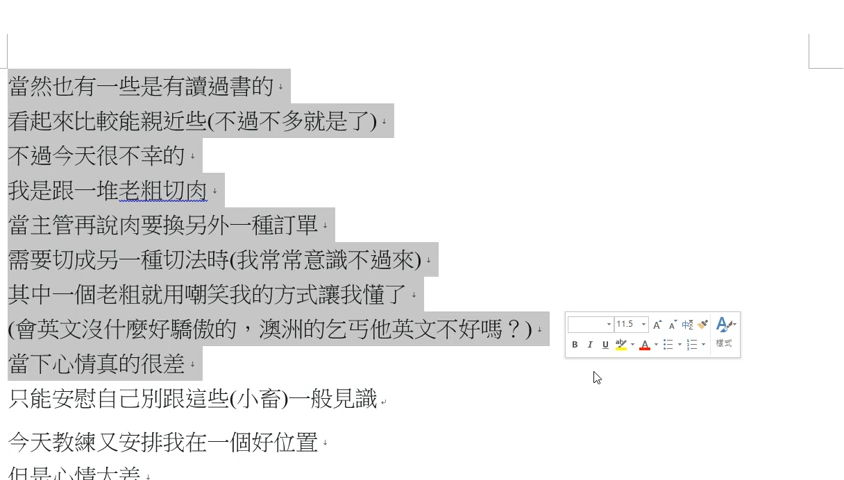 當然也有一些是有讀過書的
看起來比較能親近些(不過不多就是了)
不過今天很不幸的
我是跟一堆老粗切肉
當主管再說肉要換另外一種訂單
需要切成另一種切法時(我常常意識不過來)
其中一個老粗就用嘲笑我的方式讓我懂了
(會英文沒什麼好驕傲的，澳洲的乞丐他英文不好嗎？)
11.5
樣式
當下心情真的很差
只能安慰自己別跟這些(小畜)一般見識
今天教練又安排我在一個好位置
但是心情太差